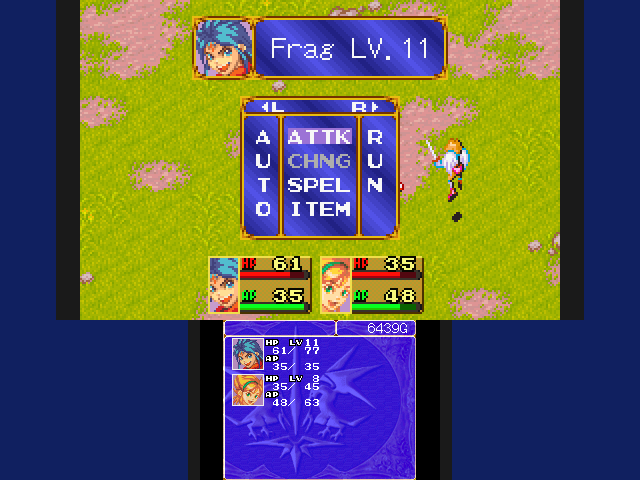 Frag LV. 11
L R
AUTO
ATTK
CHNG
SPEL
ITEM
RUN
HP 61
AP 35
HP 35
AP 48
6439G
HP LV 11
61/ 77
AP
35/ 35
HP LV 8
35/ 45
AP
48/ 63